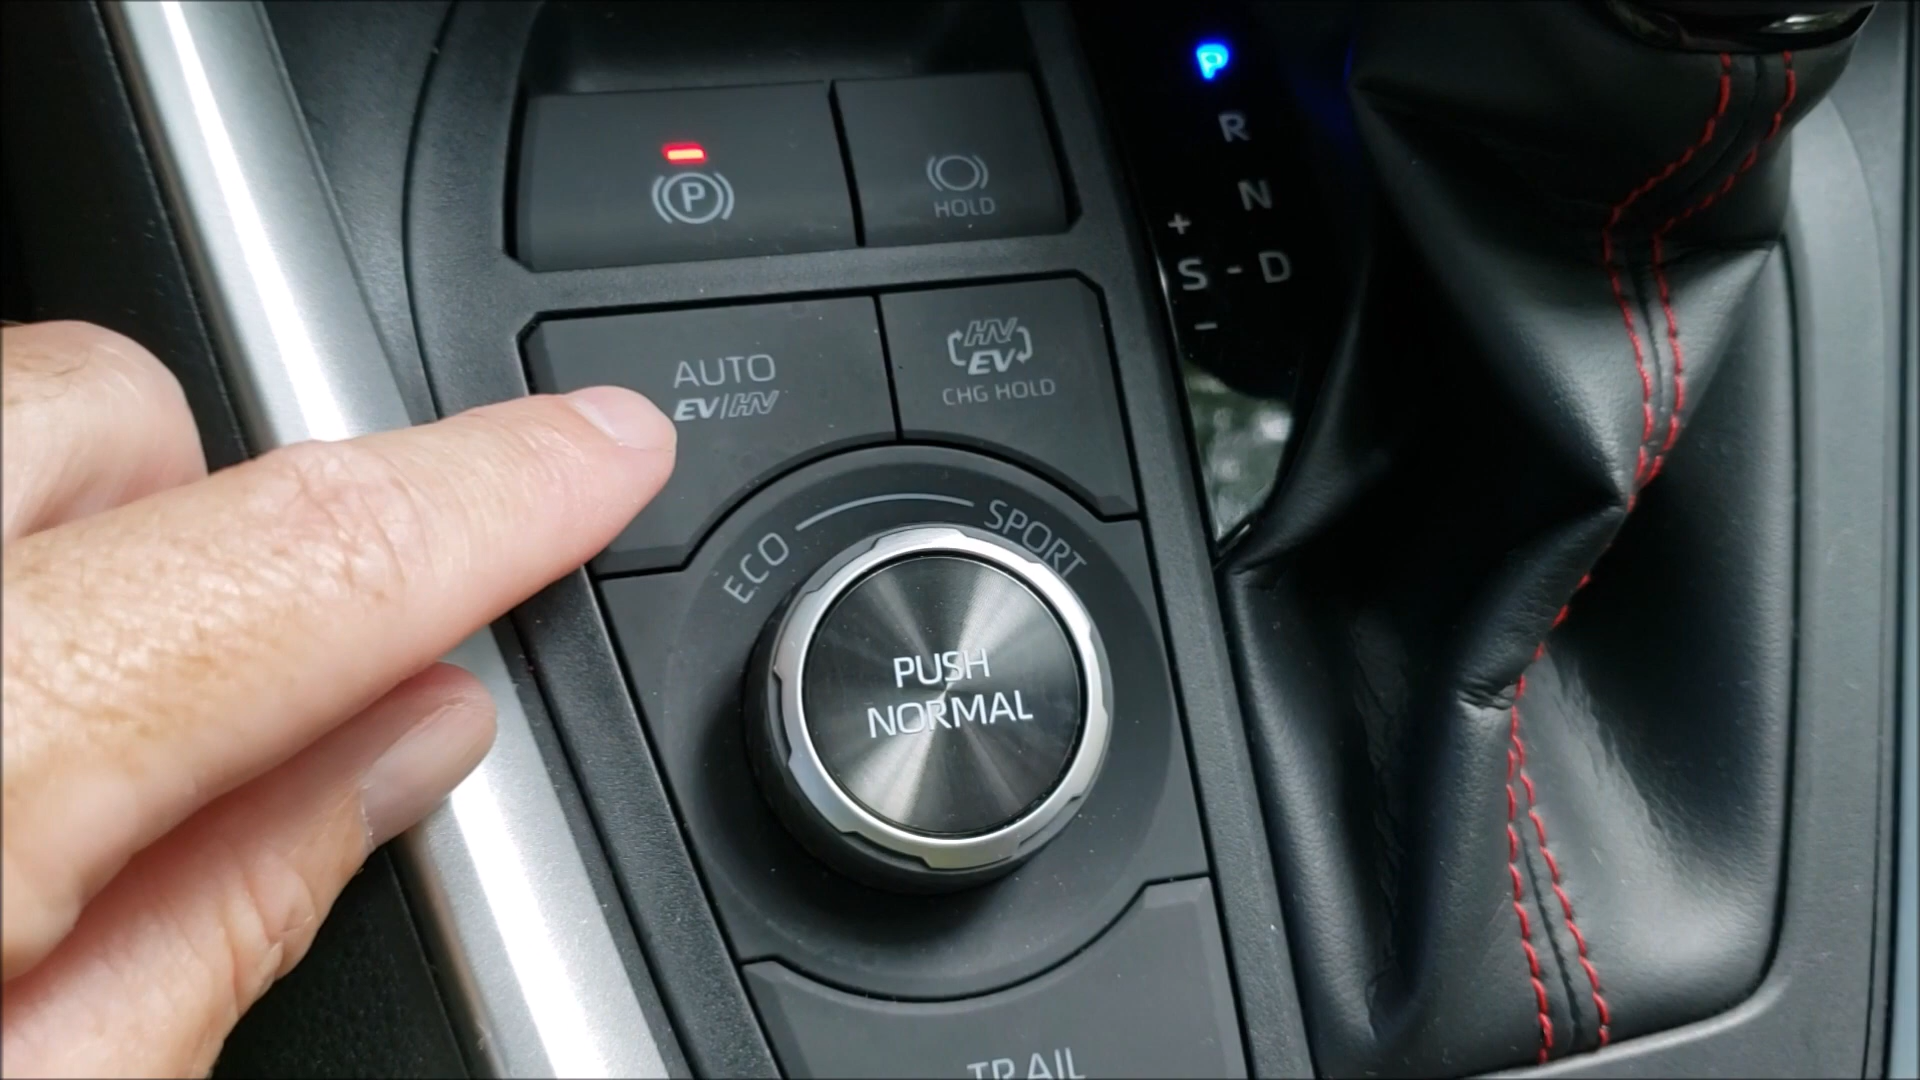 P
R
N
+
S - D
-
P
HOLD
AUTO
EV|HV
HV
EV
CHG HOLD
ECO
SPORT
PUSH
NORMAL
TRAIL